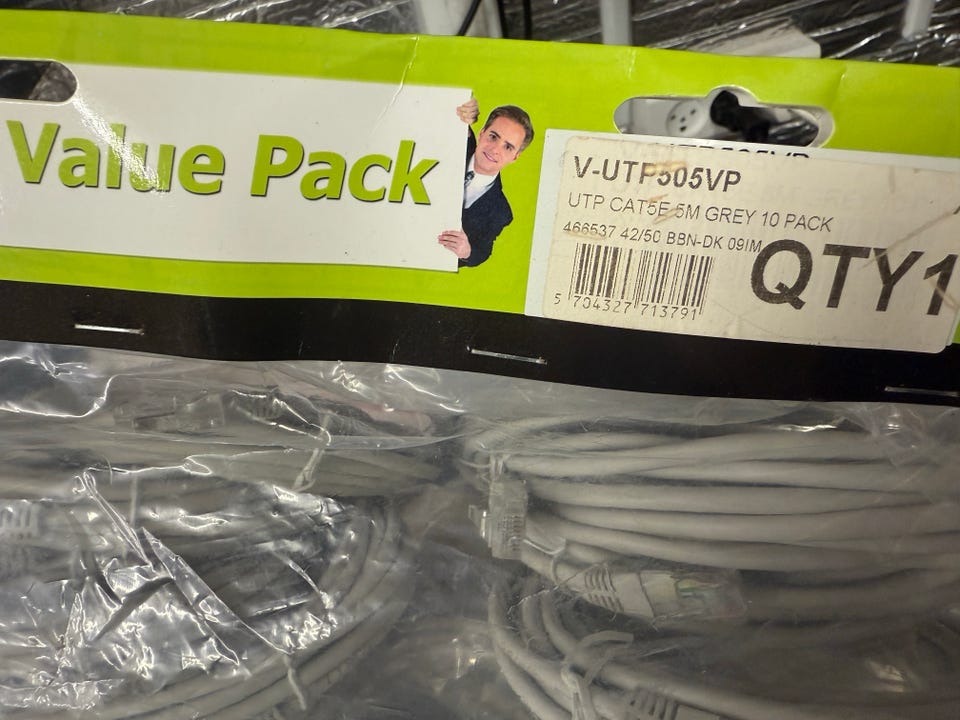 Value Pack
V-UTP505VP
UTP CAT5E 5M GREY 10 PACK
466537 42/50 BBN-DK 09IM
QTY1
5 704327 713791